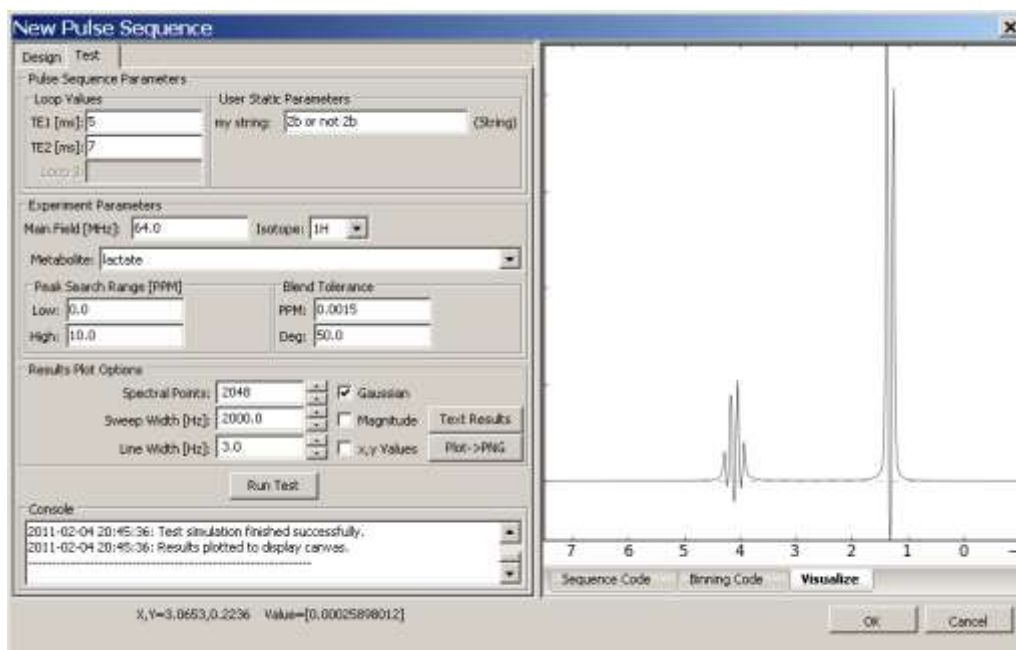 New Pulse Sequence
Design Test
Pulse Sequence Parameters
Loop Values
TE1 [ms]: 5
TE2 [ms]: 7
Loop 3:
User Static Parameters
my string: 2b or not 2b (String)
Experiment Parameters
Main Field [MHz]: 64.0 Isotope: 1H
Metabolite: lactate
Peak Search Range [PPM]
Low: 0.0
High: 10.0
Blend Tolerance
PPM: 0.0015
Deg: 50.0
Results Plot Options
Spectral Points: 2048 Gaussian
Sweep Width [Hz]: 2000.0 Magnitude Text Results
Line Width [Hz]: 3.0 x,y Values Plot->PNG
Run Test
Console
2011-02-04 20:45:36: Test simulation finished successfully.
2011-02-04 20:45:36: Results plotted to display canvas.
7 6 5 4 3 2 1 0
Sequence Code Binning Code Visualize
X,Y=3.0653,0.2236 Value=[0.00025898012]
OK Cancel